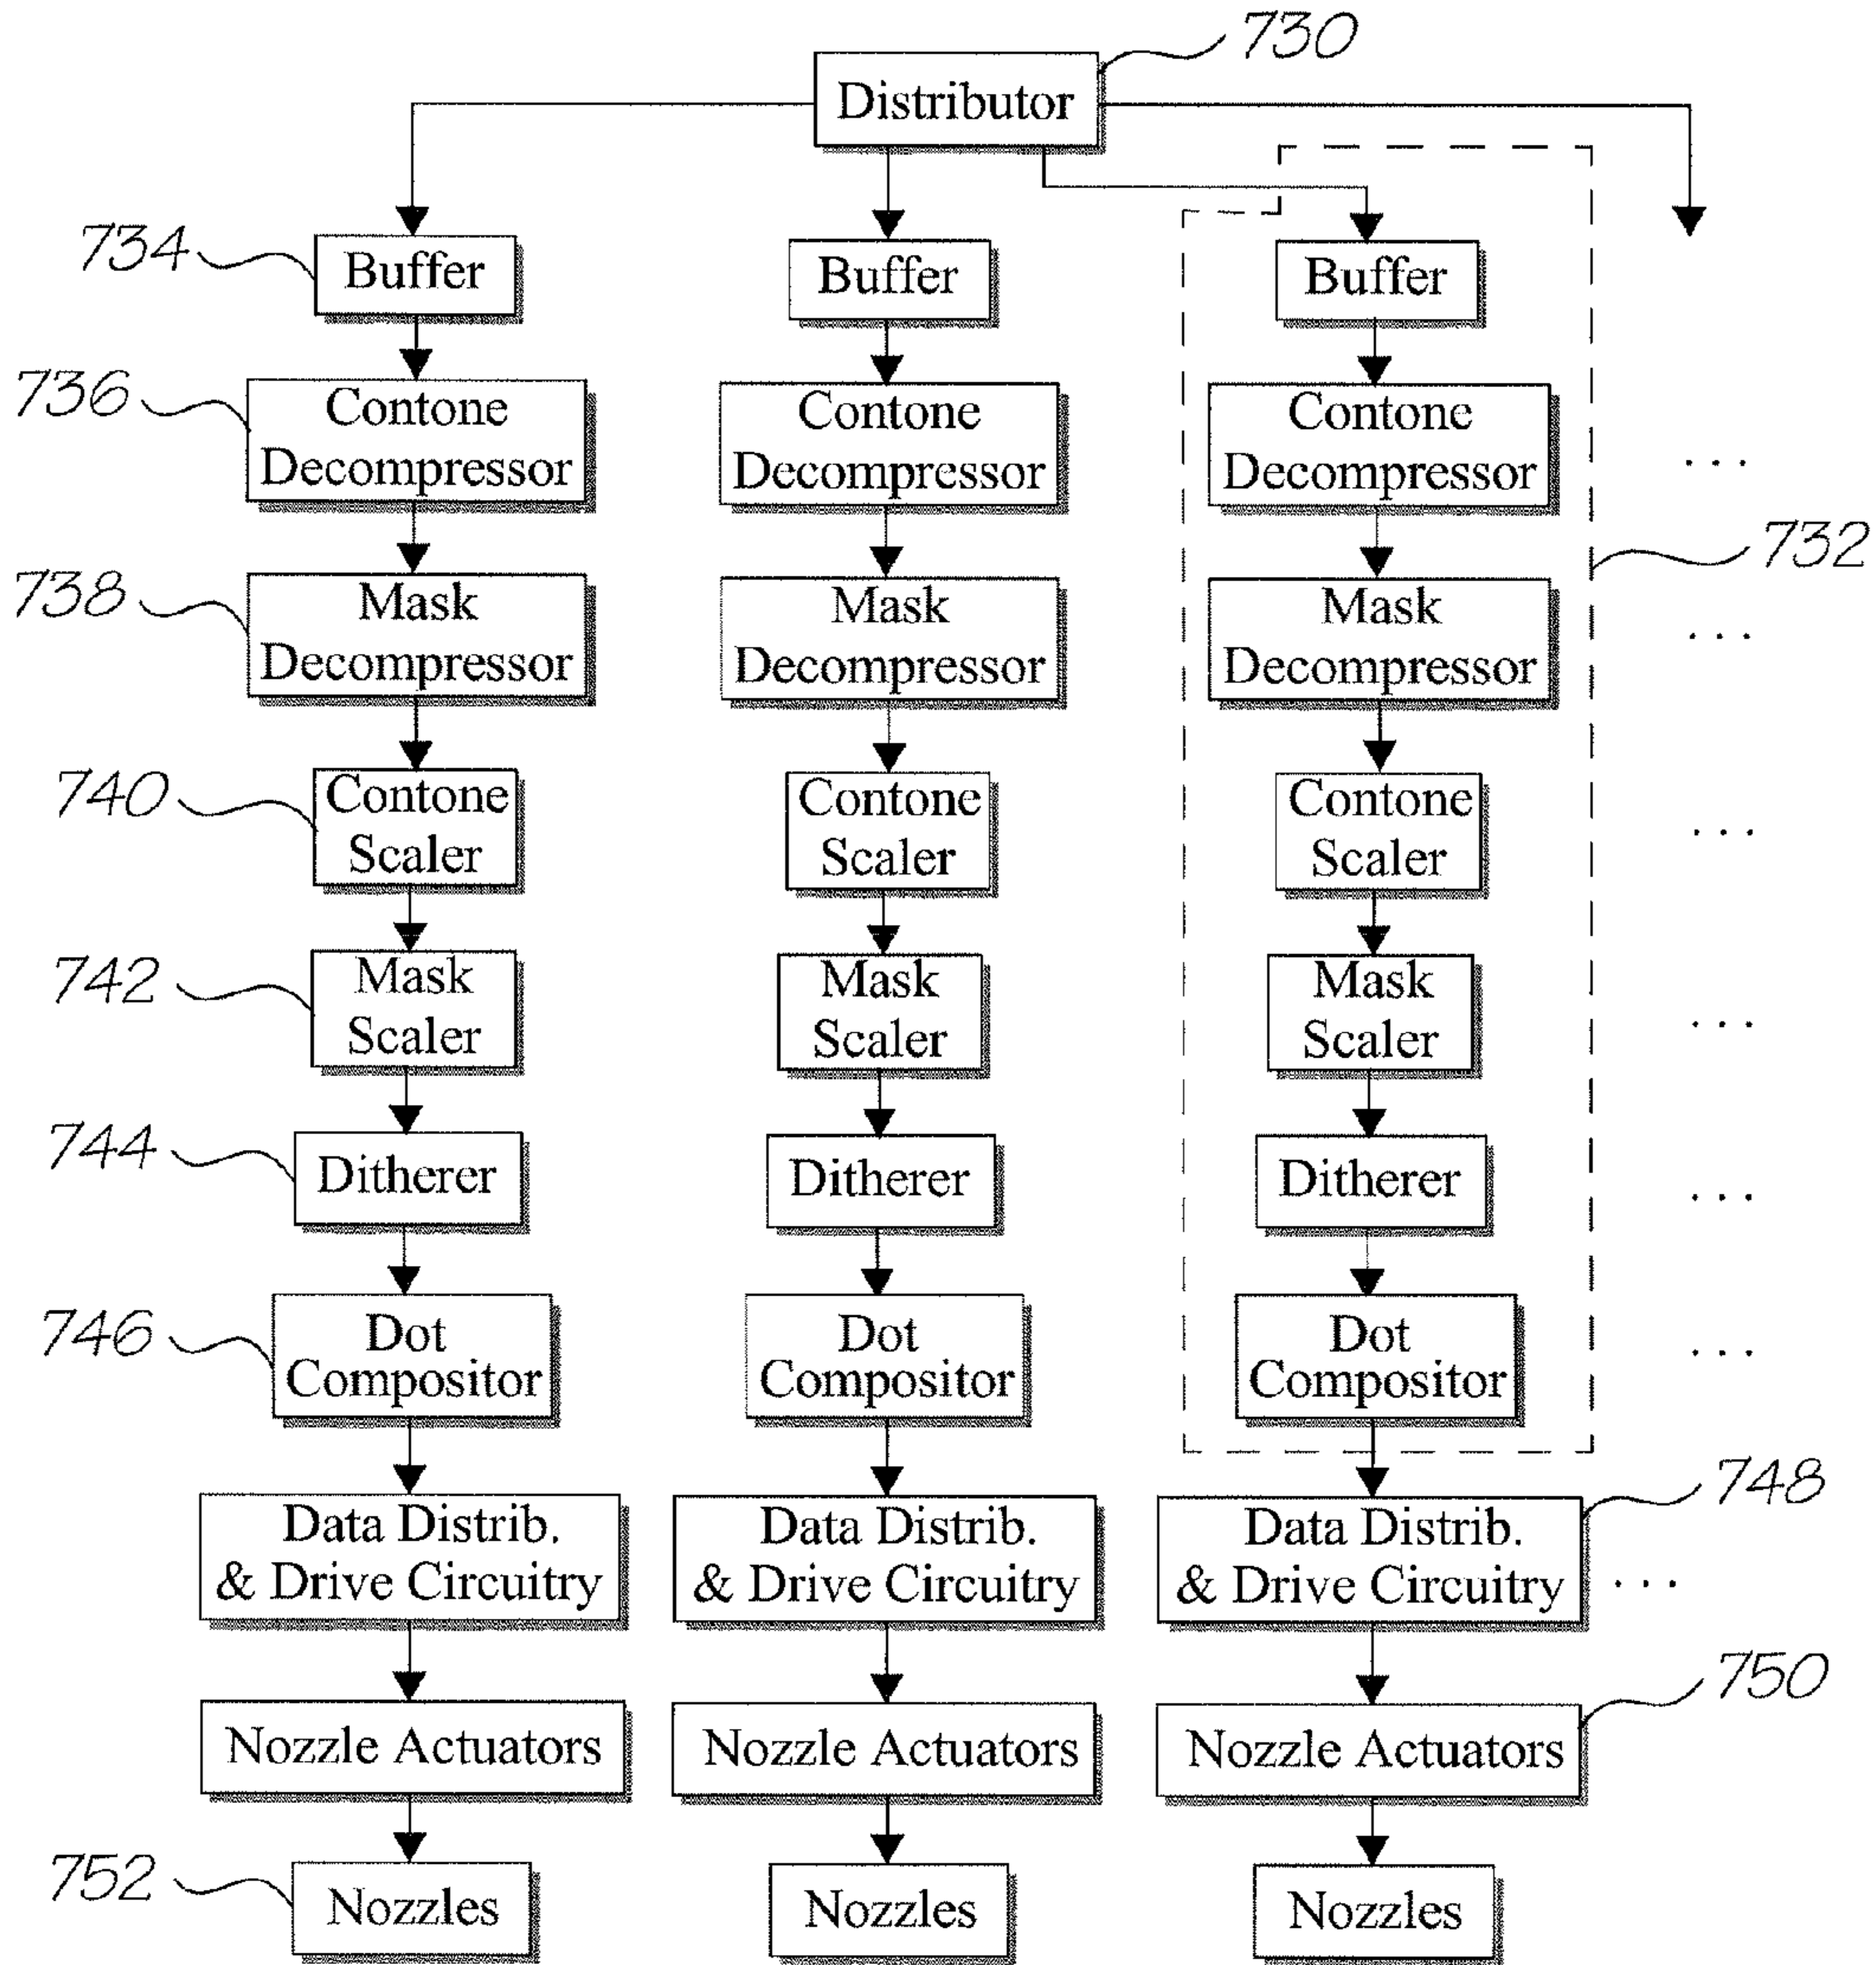 730
Distributor
734
Buffer
Buffer
Buffer
736
Contone
Decompressor
Contone
Decompressor
Contone
Decompressor
...
732
738
Mask
Decompressor
Mask
Decompressor
Mask
Decompressor
...
740
Contone
Scaler
Contone
Scaler
Contone
Scaler
...
742
Mask
Scaler
Mask
Scaler
Mask
Scaler
...
744
Ditherer
Ditherer
Ditherer
...
746
Dot
Compositor
Dot
Compositor
Dot
Compositor
...
748
Data Distrib.
& Drive Circuitry
Data Distrib.
& Drive Circuitry
Data Distrib.
& Drive Circuitry
...
750
Nozzle Actuators
Nozzle Actuators
Nozzle Actuators
752
Nozzles
Nozzles
Nozzles